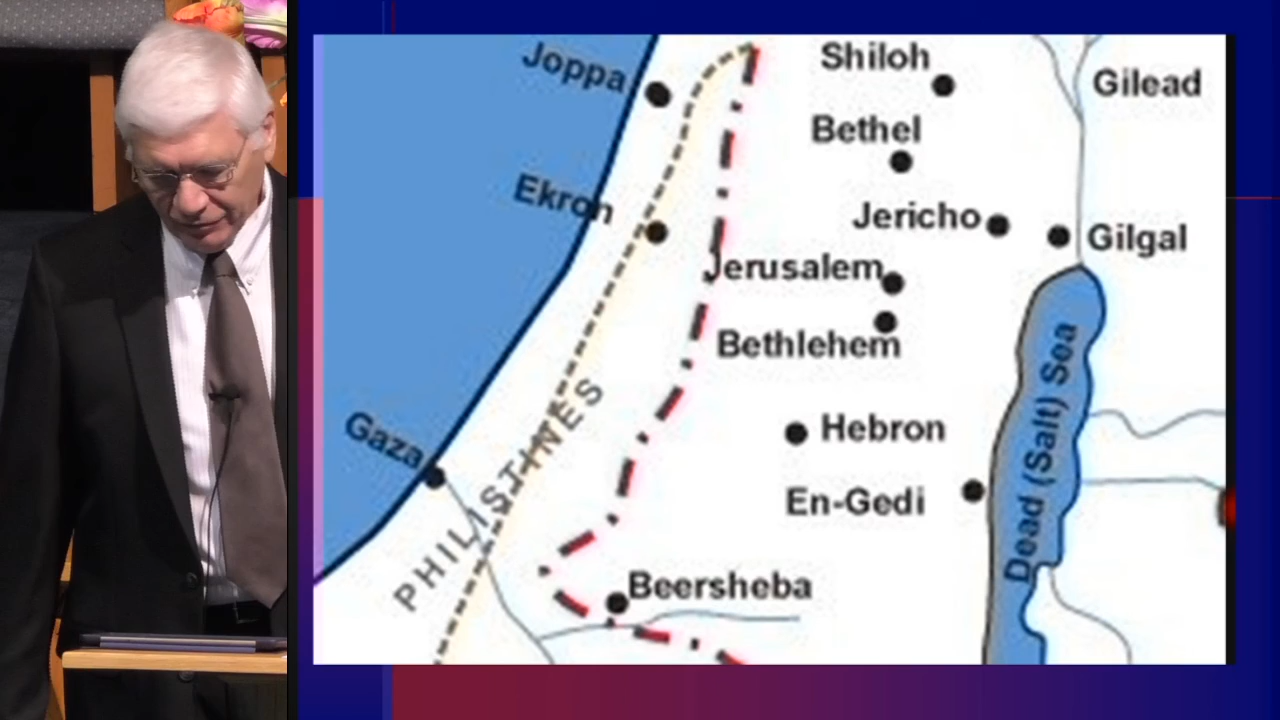 Joppa
Shiloh
Gilead
Bethel
Ekron
Jericho
Gilgal
Jerusalem
Bethlehem
PHILISTINES
Gaza
Hebron
En-Gedi
Dead (Salt) Sea
Beersheba